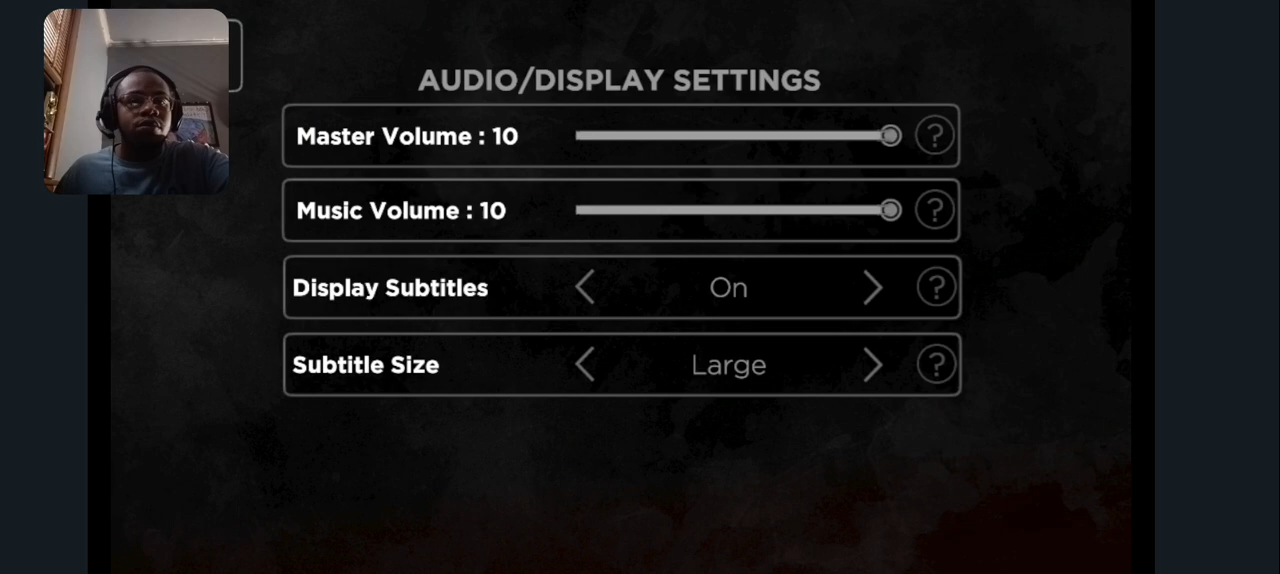 AUDIO/DISPLAY SETTINGS
Master Volume : 10
?
Music Volume : 10
?
Display Subtitles < On > ?
Subtitle Size < Large > ?